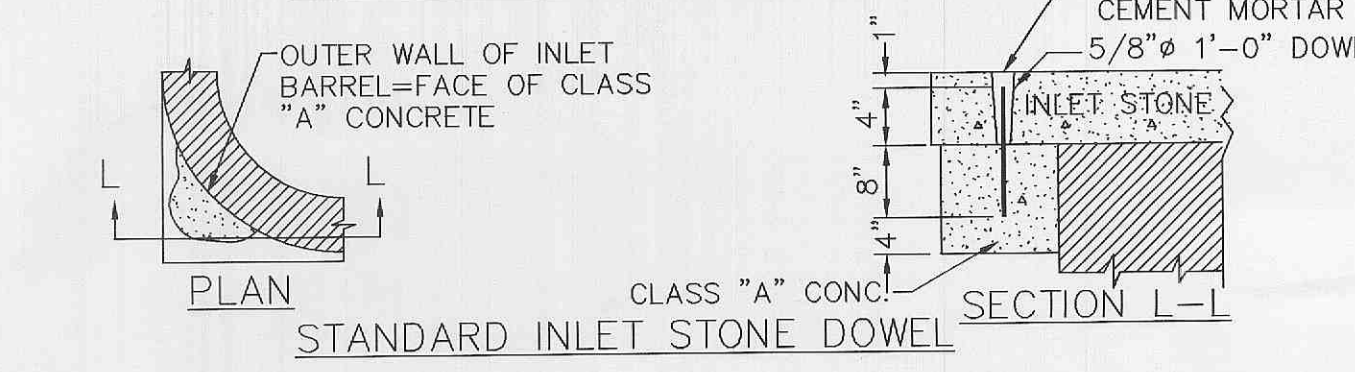 OUTER WALL OF INLET
BARREL=FACE OF CLASS
"A" CONCRETE
L
L
PLAN
CEMENT MORTAR
5/8"ø 1'-0"
1"
4"
8"
4"
INLET STONE
CLASS "A" CONC.
SECTION L-L
STANDARD INLET STONE DOWEL